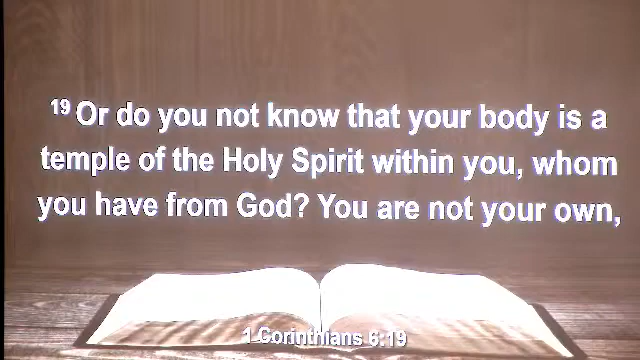 19 Or do you not know that your body is a
temple of the Holy Spirit within you, whom
you have from God? You are not your own,
1 Corinthians 6:19